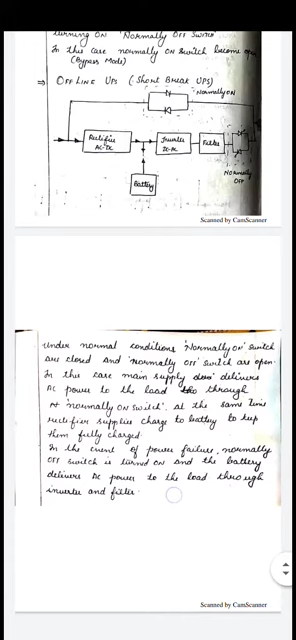 turning ON 'Normally OFF Switch'
In this case normally ON switch become open
(Bypass Mode)
⇒ OFF LINE UPS (Short Break UPS)
Normally ON
Rectifier
AC-DC
Inverter
DC-AC
Filter
Battery
Normally
OFF
Scanned by CamScanner
Under normal conditions 'Normally on' switch
are closed and 'normally off' switch are open.
In this case main supply delivers
AC power to the load through
'normally ON switch'. at the same time
rectifier supplies charge to battery to keep
them fully charged.
In the event of power failure, normally
OFF switch is turned ON and the battery
delivers AC power to the load through
inverter and filter.
Scanned by CamScanner